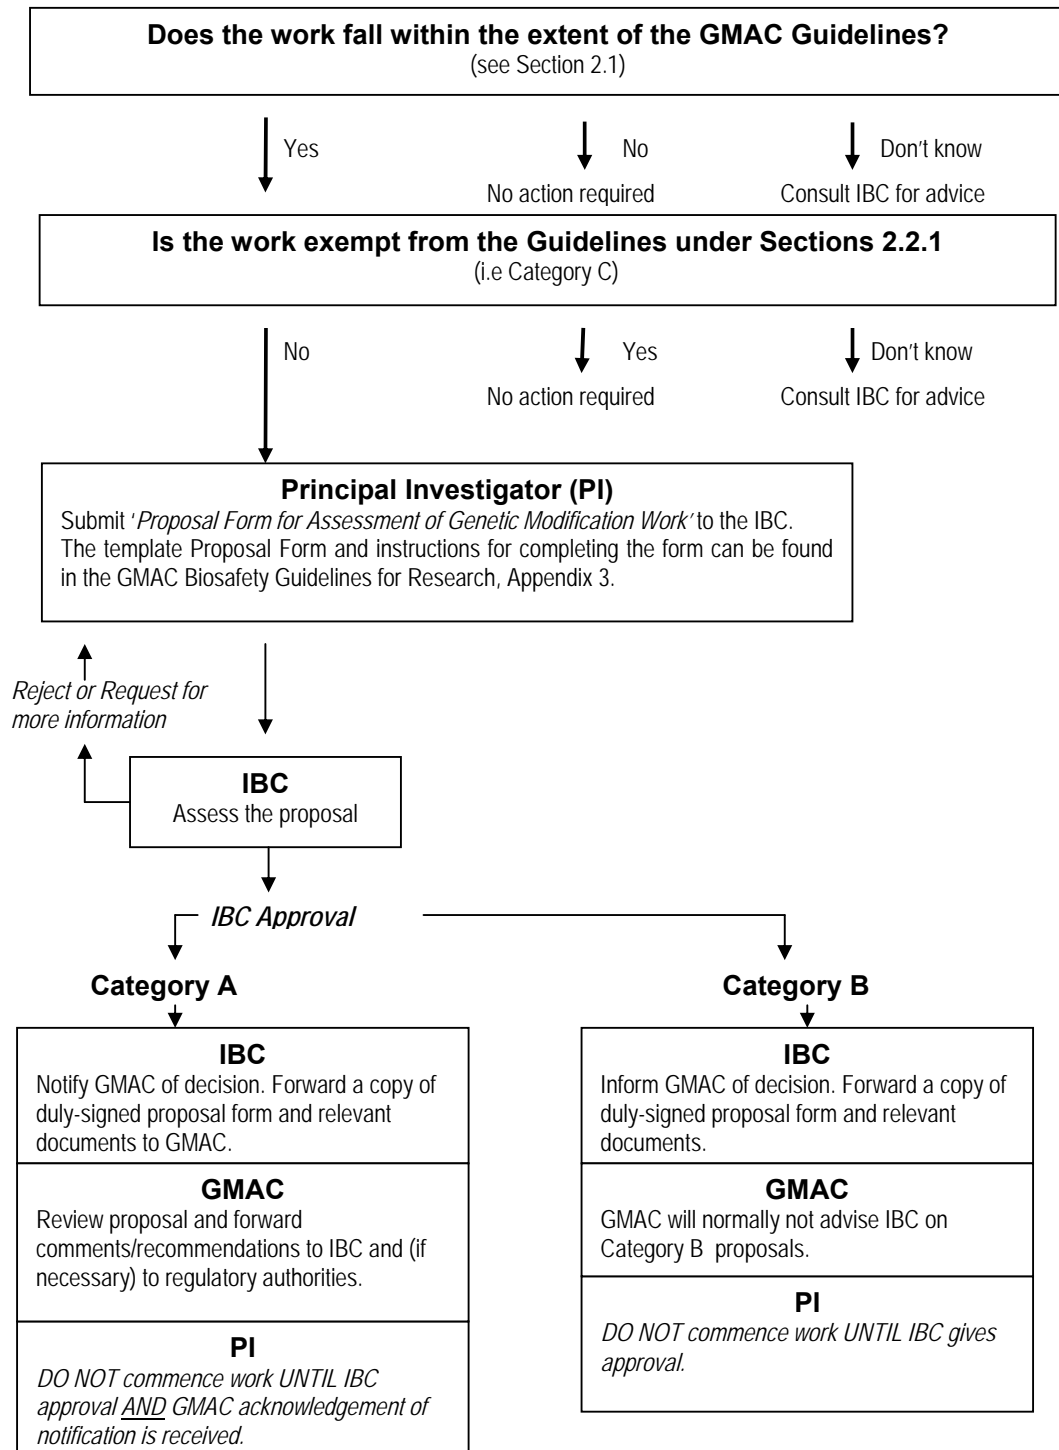 Does the work fall within the extent of the GMAC Guidelines?
(see Section 2.1)
Yes
No
Don't know
No action required
Consult IBC for advice
Is the work exempt from the Guidelines under Sections 2.2.1
(i.e Category C)
No
Yes
Don't know
No action required
Consult IBC for advice
Principal Investigator (PI)
Submit ‘Proposal Form for Assessment of Genetic Modification Work’ to the IBC.
The template Proposal Form and instructions for completing the form can be found
in the GMAC Biosafety Guidelines for Research, Appendix 3.
Reject or Request for
more information
IBC
Assess the proposal
IBC Approval
Category A
IBC
Notify GMAC of decision. Forward a copy of
duly-signed proposal form and relevant
documents to GMAC.
GMAC
Review proposal and forward
comments/recommendations to IBC and (if
necessary) to regulatory authorities.
PI
DO NOT commence work UNTIL IBC
approval AND GMAC acknowledgement of
notification is received.
Category B
IBC
Inform GMAC of decision. Forward a copy of
duly-signed proposal form and relevant
documents.
GMAC
GMAC will normally not advise IBC on
Category B proposals.
PI
DO NOT commence work UNTIL IBC gives
approval.